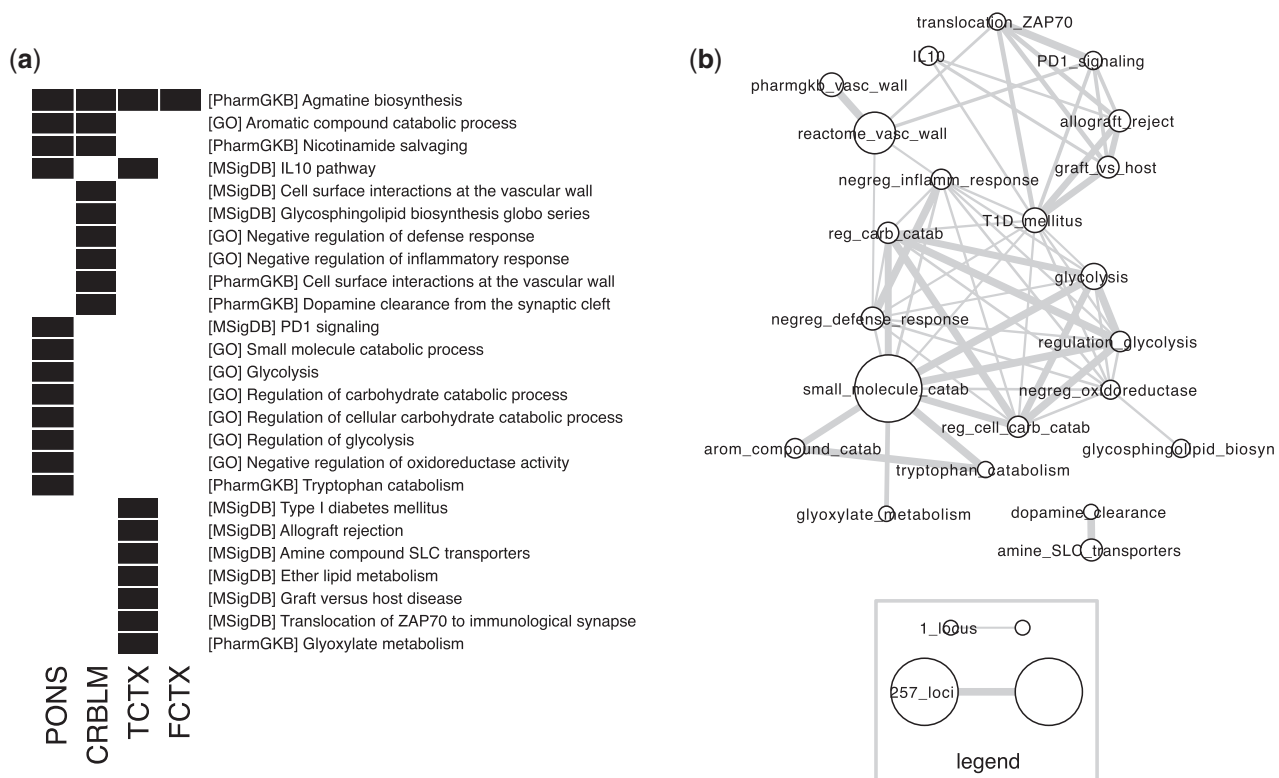 (a)
[PharmGKB] Agmatine biosynthesis
[GO] Aromatic compound catabolic process
[PharmGKB] Nicotinamide salvaging
[MSigDB] IL10 pathway
[MSigDB] Cell surface interactions at the vascular wall
[MSigDB] Glycosphingolipid biosynthesis globo series
[GO] Negative regulation of defense response
[GO] Negative regulation of inflammatory response
[PharmGKB] Cell surface interactions at the vascular wall
[PharmGKB] Dopamine clearance from the synaptic cleft
[MSigDB] PD1 signaling
[GO] Small molecule catabolic process
[GO] Glycolysis
[GO] Regulation of carbohydrate catabolic process
[GO] Regulation of cellular carbohydrate catabolic process
[GO] Regulation of glycolysis
[GO] Negative regulation of oxidoreductase activity
[PharmGKB] Tryptophan catabolism
[MSigDB] Type I diabetes mellitus
[MSigDB] Allograft rejection
[MSigDB] Amine compound SLC transporters
[MSigDB] Ether lipid metabolism
[MSigDB] Graft versus host disease
[MSigDB] Translocation of ZAP70 to immunological synapse
[PharmGKB] Glyoxylate metabolism
PONS
CRBLM
TCTX
FCTX
(b)
translocation_ZAP70
IL10
PD1_signaling
pharmgkb_vasc_wall
allograft_reject
reactome_vasc_wall
graft_vs_host
negreg_inflamm_response
T1D_mellitus
reg_carb_catab
glycolysis
negreg_defense_response
regulation_glycolysis
small_molecule_catab
negreg_oxidoreductase
reg_cell_carb_catab
arom_compound_catab
glycosphingolipid_biosyn
tryptophan_catabolism
glyoxylate_metabolism
dopamine_clearance
amine_SLC_transporters
1_locus
257_loci
legend